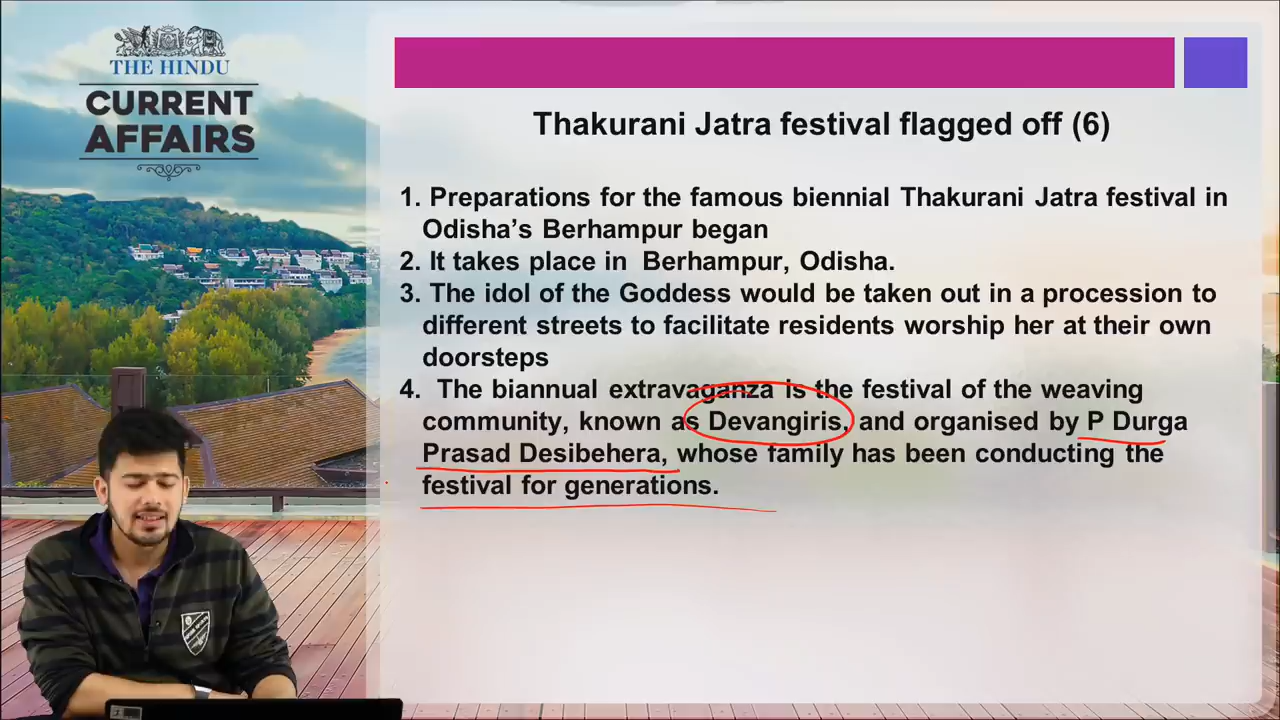 THE HINDU
CURRENT
AFFAIRS
Thakurani Jatra festival flagged off (6)
1. Preparations for the famous biennial Thakurani Jatra festival in
Odisha’s Berhampur began
2. It takes place in Berhampur, Odisha.
3. The idol of the Goddess would be taken out in a procession to
different streets to facilitate residents worship her at their own
doorsteps
4. The biannual extravaganza is the festival of the weaving
community, known as Devangiris, and organised by P Durga
Prasad Desibehera, whose family has been conducting the
festival for generations.